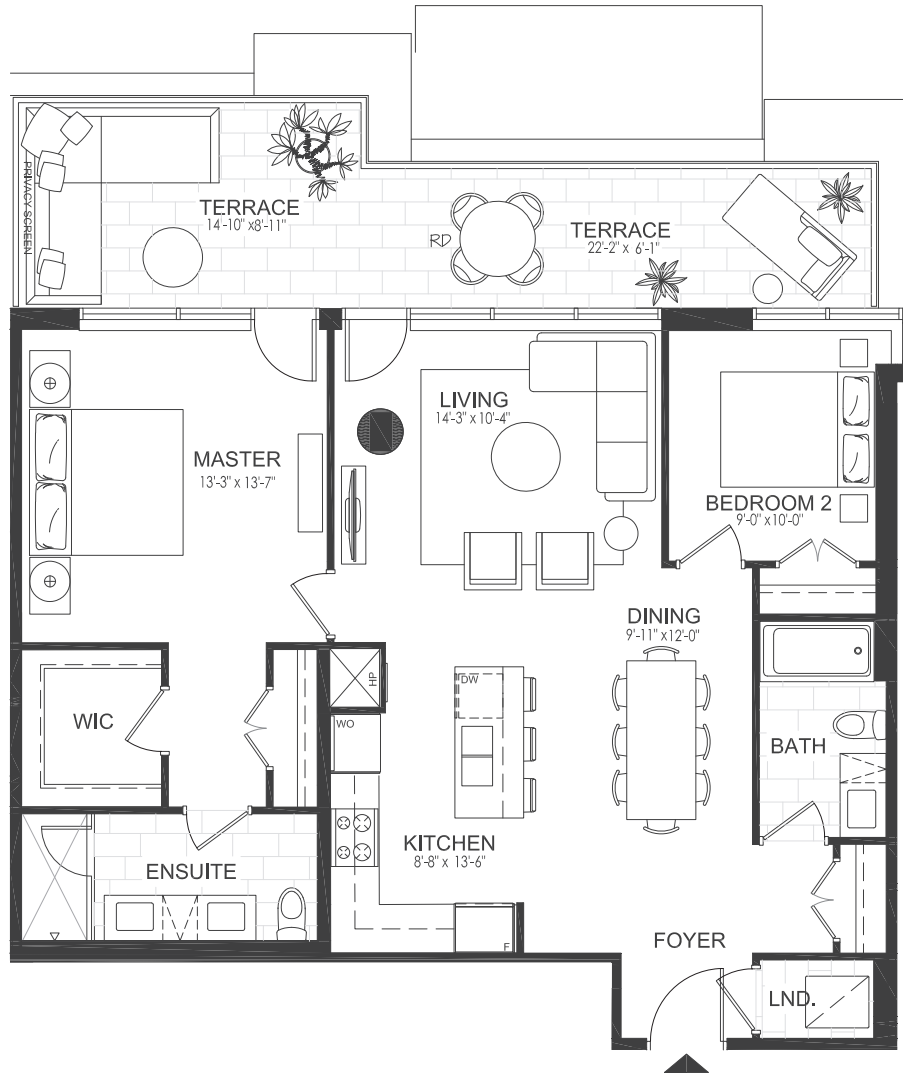 PRIVACY SCREEN
TERRACE
14'-10" x8'-11"
RD
TERRACE
22'-2" x 6'-1"
LIVING
14'-3" x 10'-4"
MASTER
13'-3" x 13'-7"
BEDROOM 2
9'-0" x10'-0"
DINING
9'-11" x12'-0"
HP
DW
WIC
WO
BATH
KITCHEN
8'-8" x 13'-6"
ENSUITE
F
FOYER
LND.